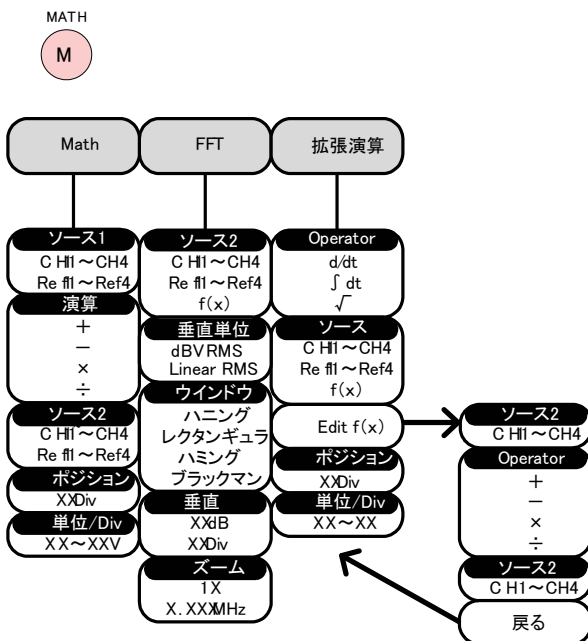 MATH
M
Math
FFT
拡張演算
ソース1
CH1～CH4
Ref1～Ref4
演算
+
−
×
÷
ソース2
CH1～CH4
Ref1～Ref4
ポジション
XXDiv
単位/Div
XX～XXV
ソース2
CH1～CH4
Ref1～Ref4
f(x)
垂直単位
dBVRMS
Linear RMS
ウインドウ
ハニング
レクタンギュラ
ハミング
ブラックマン
垂直
XXdB
XXDiv
ズーム
1X
X.XXXMHz
Operator
d/dt
∫dt
√
ソース
CH1～CH4
Ref1～Ref4
f(x)
Edit f(x)
ポジション
XXDiv
単位/Div
XX～XX
ソース2
CH1～CH4
Operator
+
−
×
÷
ソース2
CH1～CH4
戻る